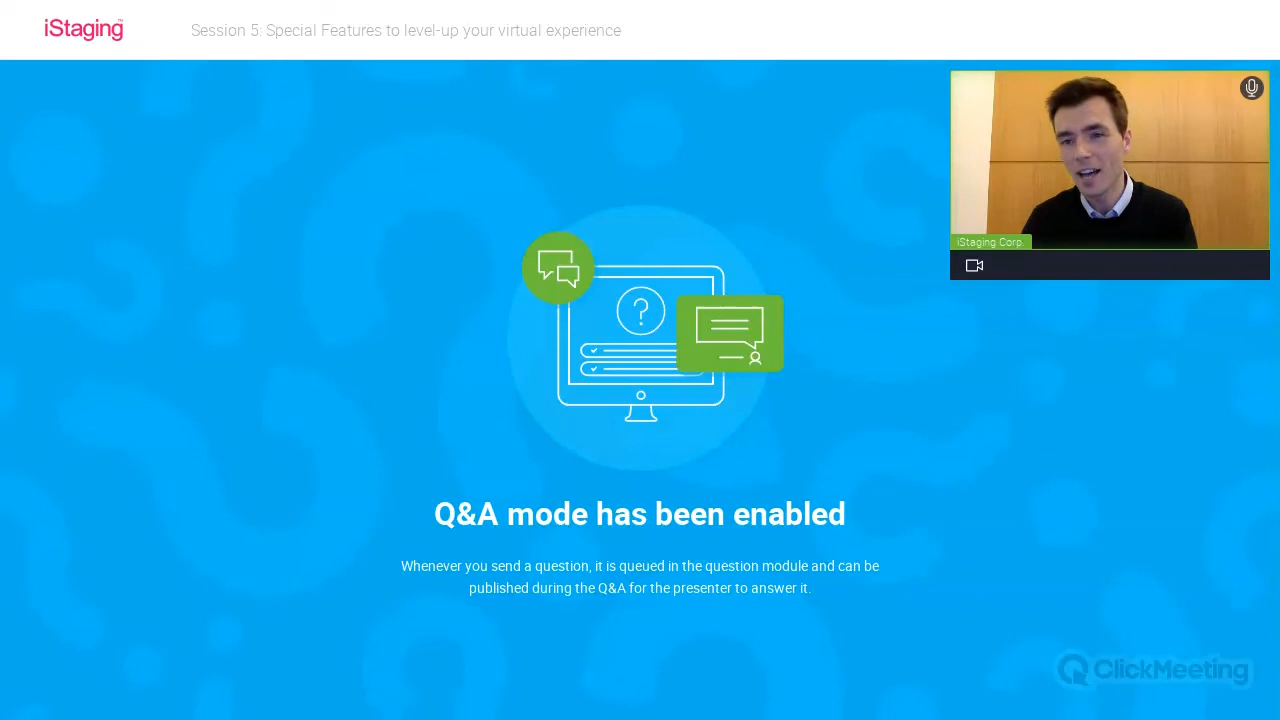 iStaging™
Session 5: Special Features to level-up your virtual experience
iStaging Corp.
Q&A mode has been enabled
Whenever you send a question, it is queued in the question module and can be
published during the Q&A for the presenter to answer it.
ClickMeeting